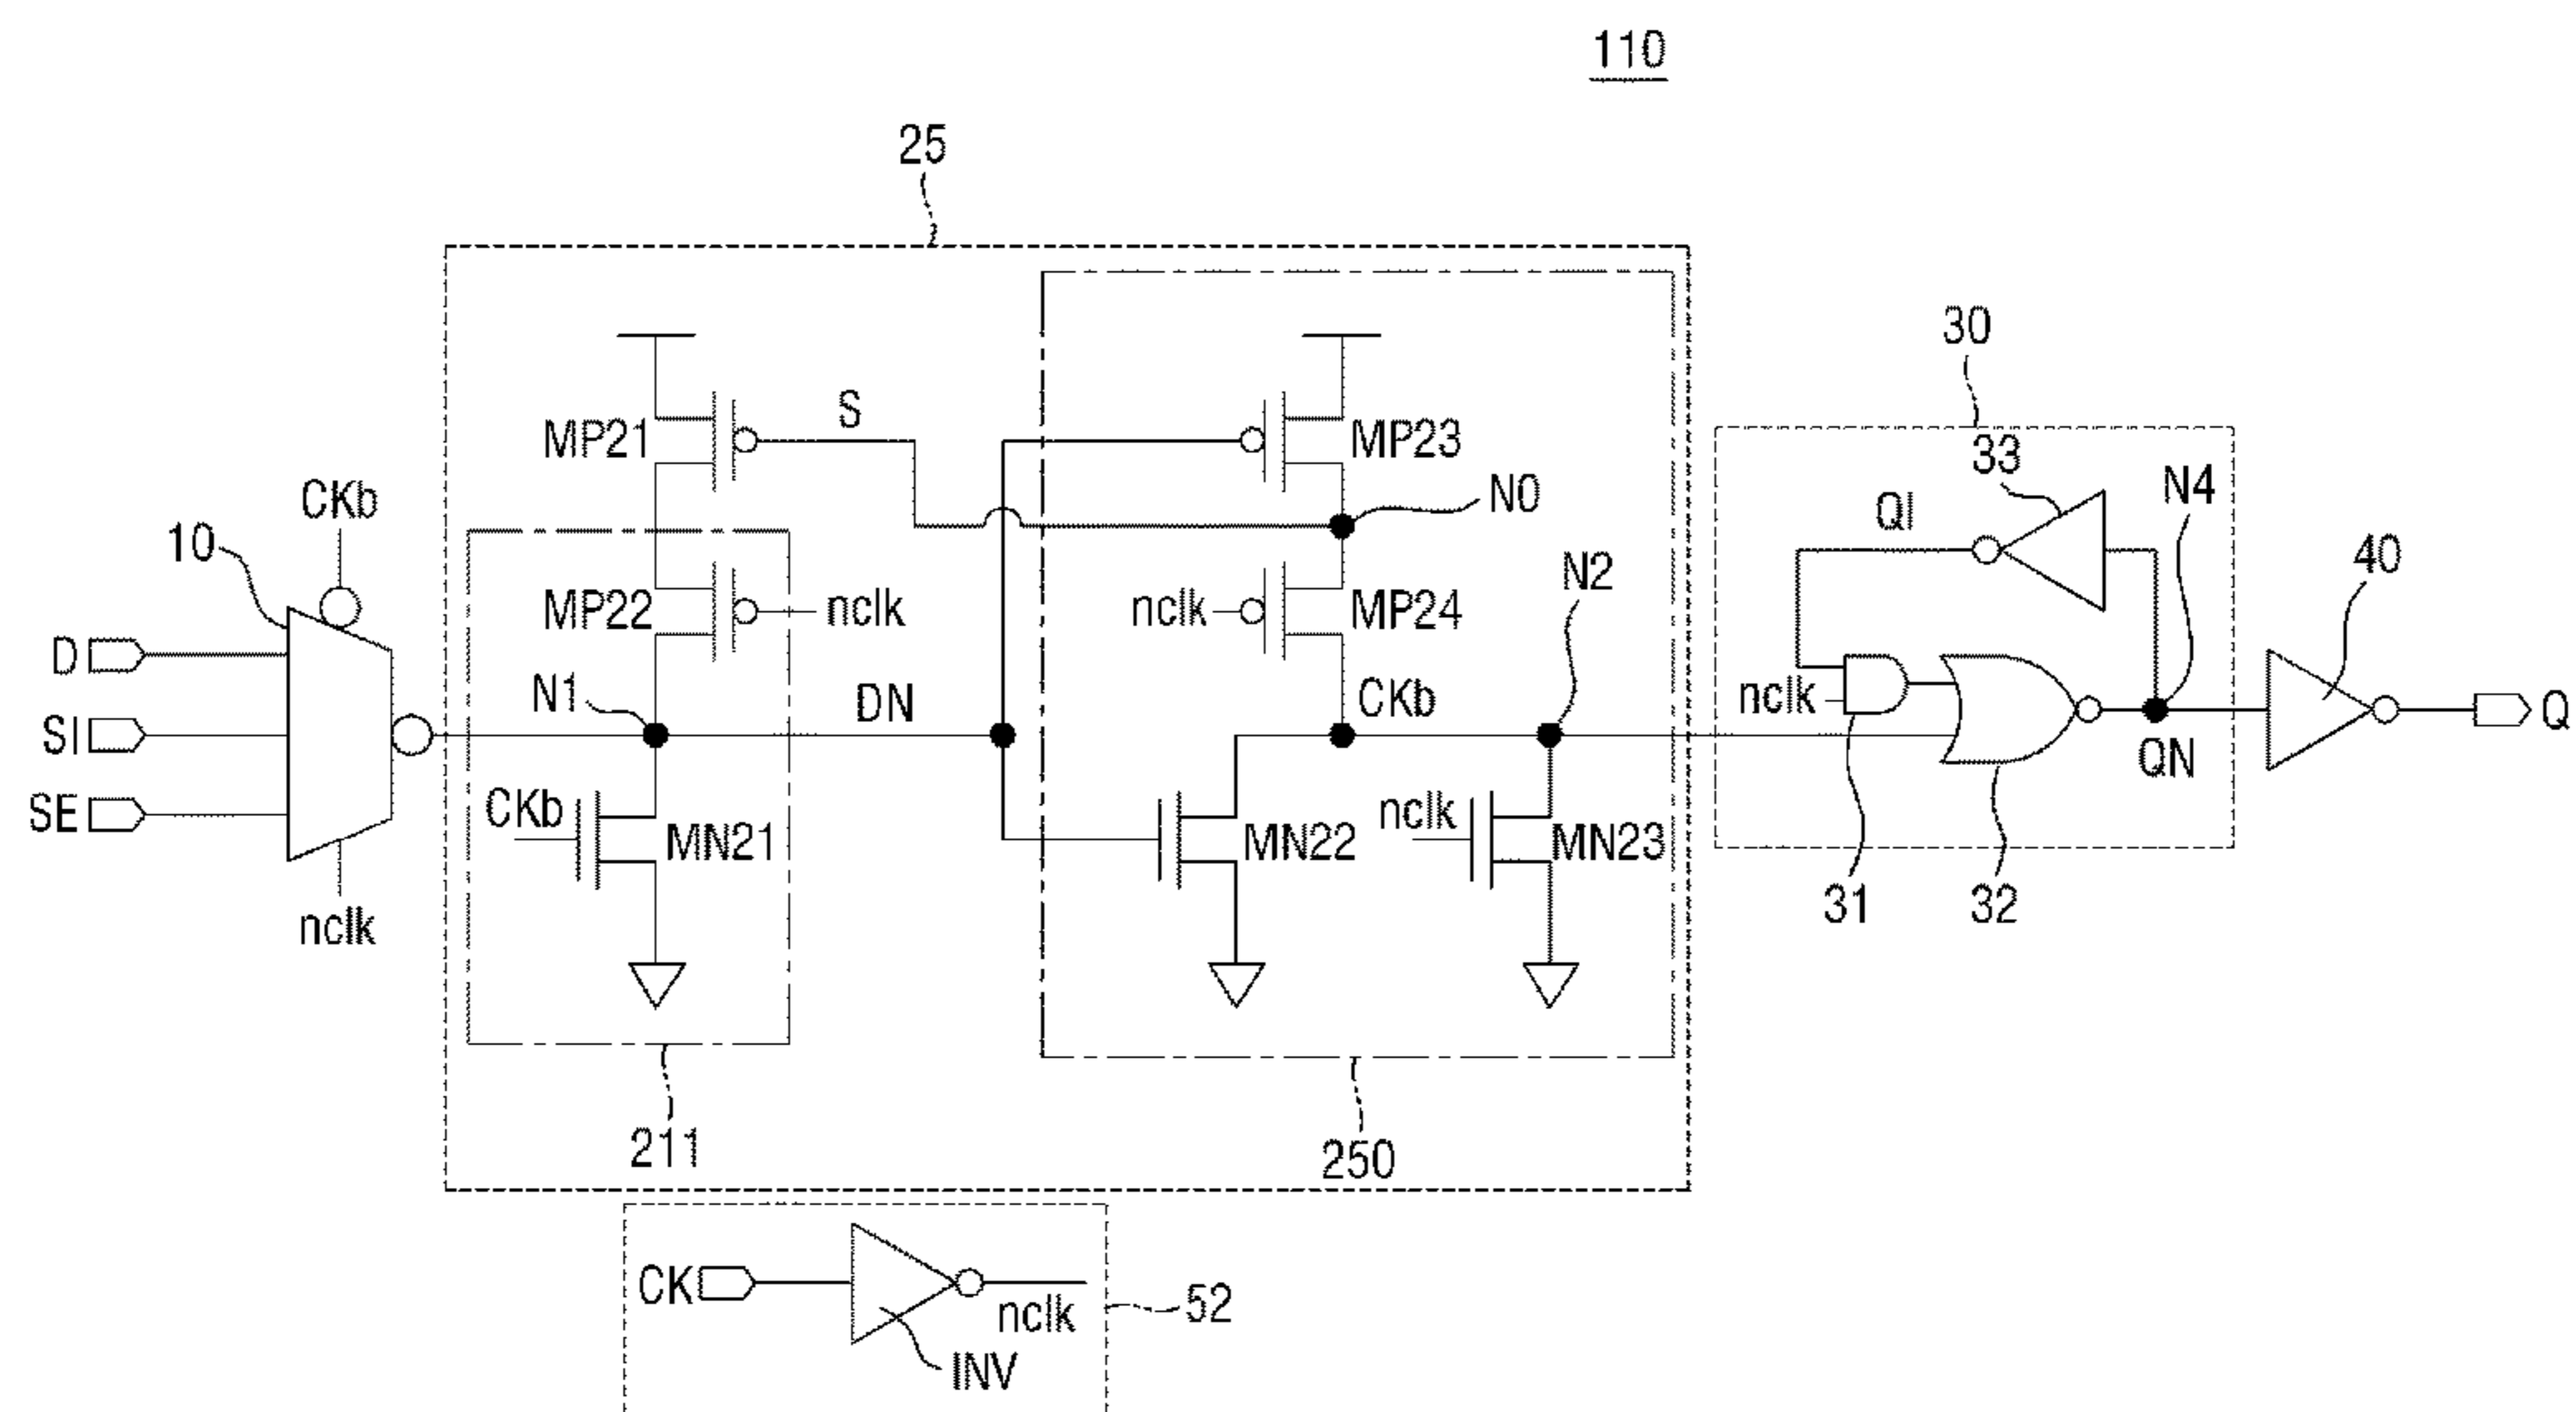 110
25
30
33
N4
QI
40
CKb
10
S
MP21
MP23
N0
N2
MP22
nclk
nclk
MP24
D
N1
DN
CKb
nclk
SI
QN
Q
SE
CKb
MN21
MN22
nclk
MN23
31
32
nclk
211
250
CK
nclk
52
INV